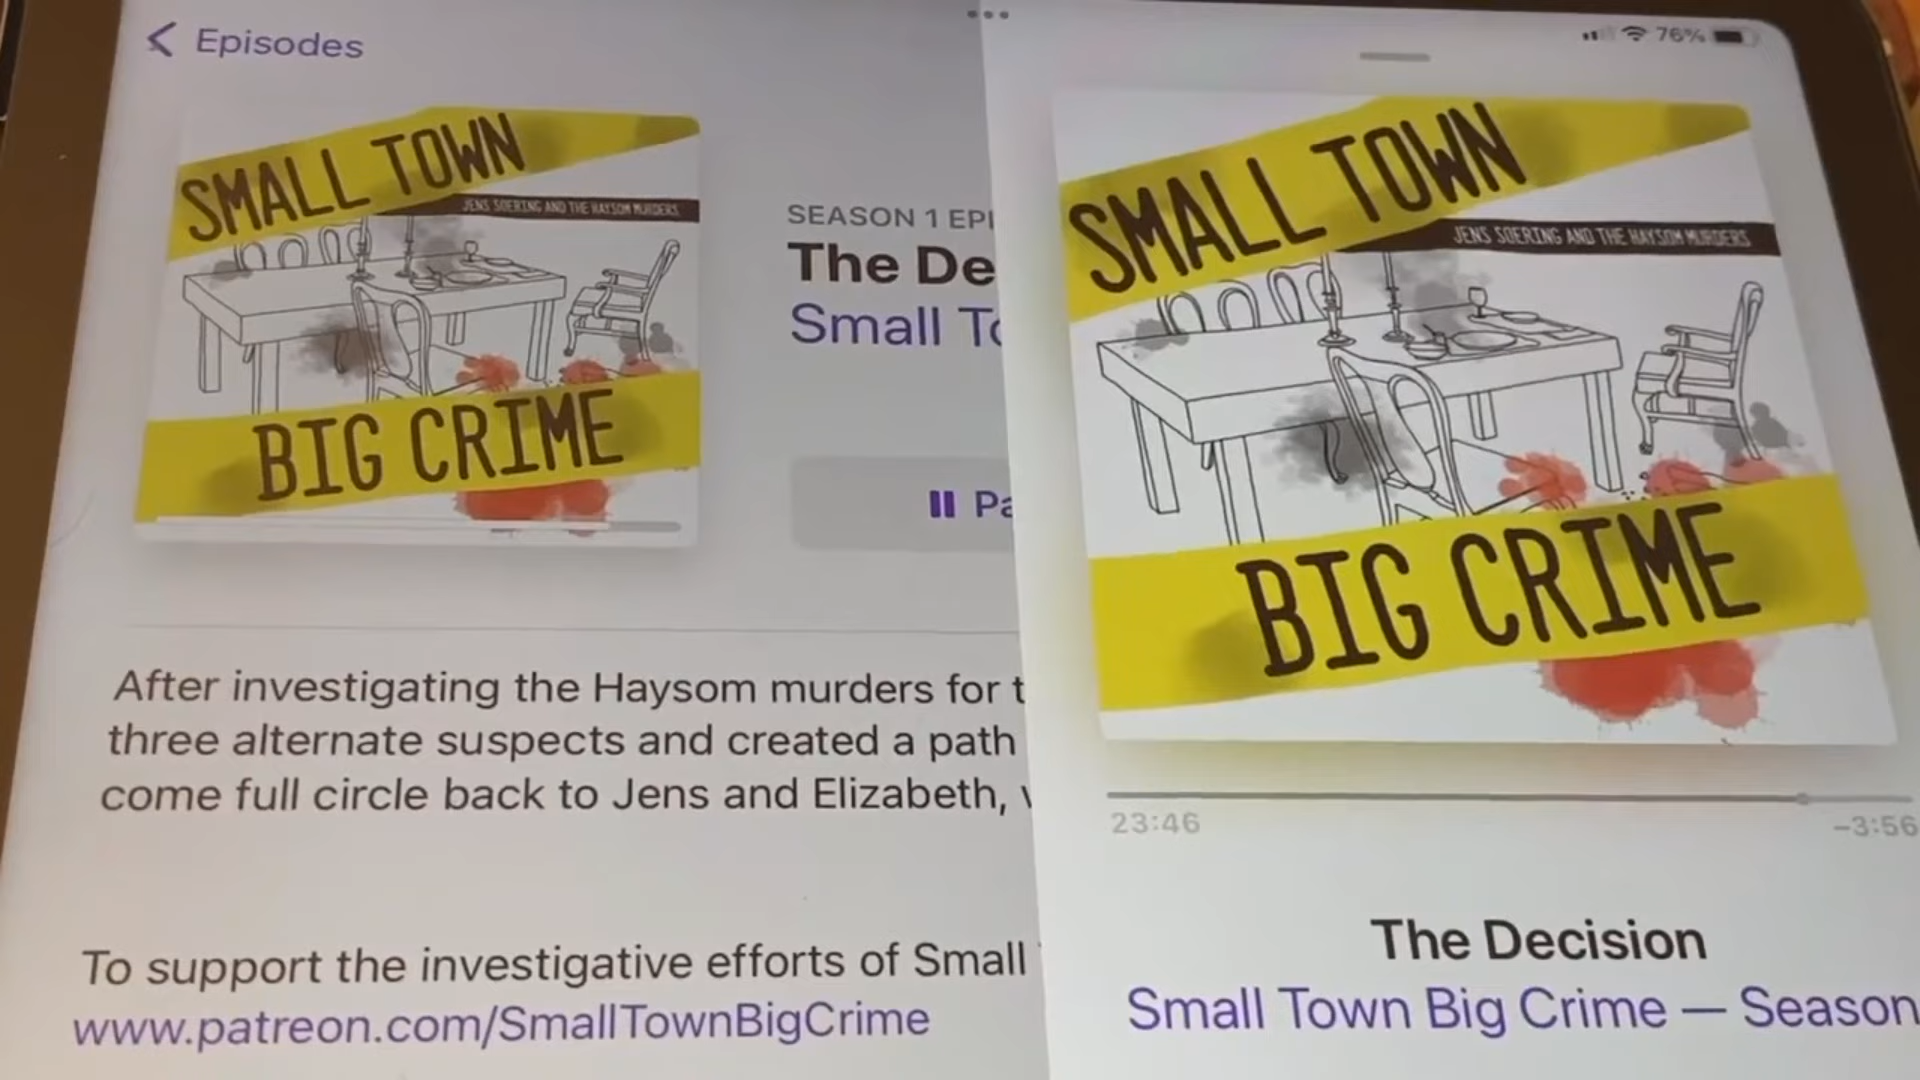 Episodes
76%
SMALL TOWN
JENS SOERING AND THE HAYSOM MURDERS
BIG CRIME
SEASON 1 EPI
The De
Small To
Pa
After investigating the Haysom murders for t
three alternate suspects and created a path
come full circle back to Jens and Elizabeth,
To support the investigative efforts of Small
www.patreon.com/SmallTownBigCrime
SMALL TOWN
JENS SOERING AND THE HAYSOM MURDERS
BIG CRIME
23:46
-3:56
The Decision
Small Town Big Crime — Season